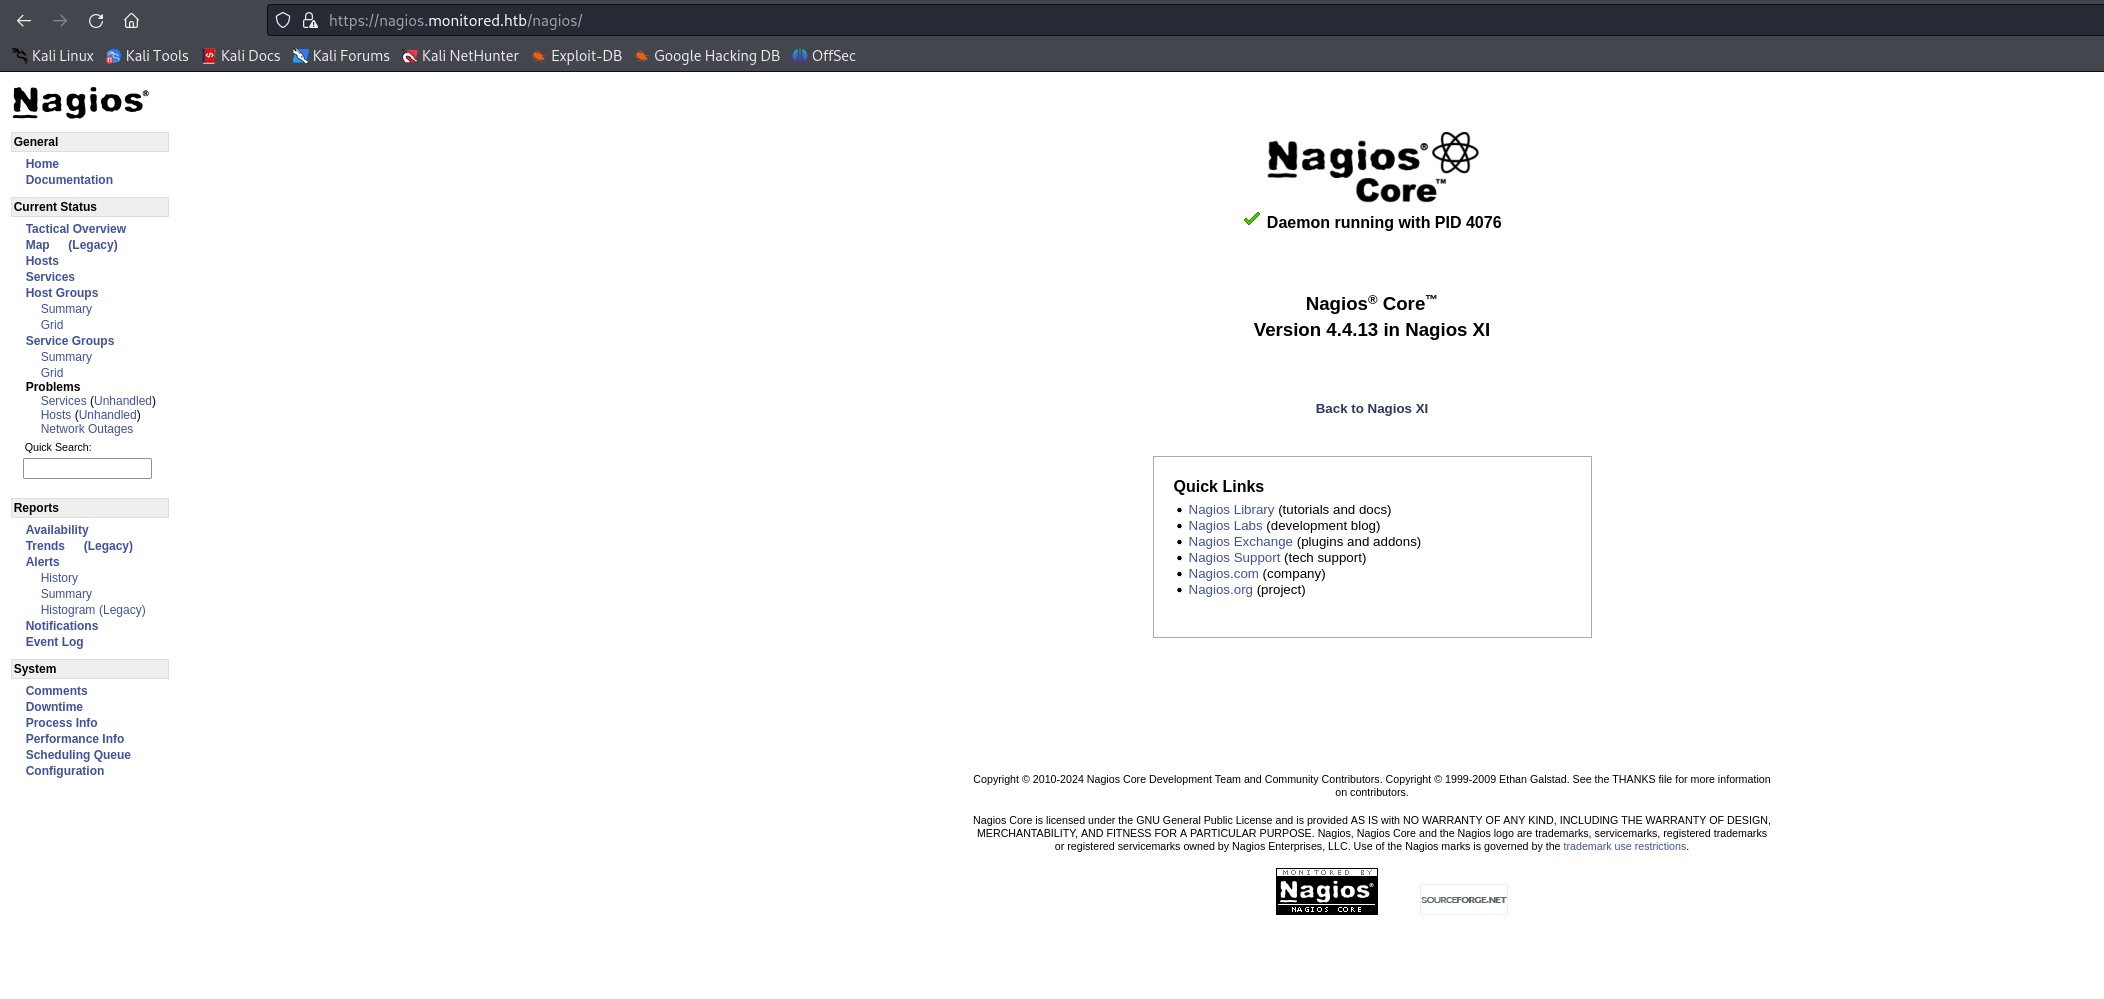 https://nagios.monitored.htb/nagios/
Kali Linux Kali Tools Kali Docs Kali Forums Kali NetHunter Exploit-DB Google Hacking DB OffSec
Nagios®
General
Home
Documentation
Current Status
Tactical Overview
Map (Legacy)
Hosts
Services
Host Groups
Summary
Grid
Service Groups
Summary
Grid
Problems
Services (Unhandled)
Hosts (Unhandled)
Network Outages
Quick Search:
Reports
Availability
Trends (Legacy)
Alerts
History
Summary
Histogram (Legacy)
Notifications
Event Log
System
Comments
Downtime
Process Info
Performance Info
Scheduling Queue
Configuration
Nagios®
Core™
Daemon running with PID 4076
Nagios® Core™
Version 4.4.13 in Nagios XI
Back to Nagios XI
Quick Links
• Nagios Library (tutorials and docs)
• Nagios Labs (development blog)
• Nagios Exchange (plugins and addons)
• Nagios Support (tech support)
• Nagios.com (company)
• Nagios.org (project)
Copyright © 2010-2024 Nagios Core Development Team and Community Contributors. Copyright © 1999-2009 Ethan Galstad. See the THANKS file for more information
on contributors.
Nagios Core is licensed under the GNU General Public License and is provided AS IS with NO WARRANTY OF ANY KIND, INCLUDING THE WARRANTY OF DESIGN,
MERCHANTABILITY, AND FITNESS FOR A PARTICULAR PURPOSE. Nagios, Nagios Core and the Nagios logo are trademarks, servicemarks, registered trademarks
or registered servicemarks owned by Nagios Enterprises, LLC. Use of the Nagios marks is governed by the trademark use restrictions.
MONITORED BY
Nagios®
NAGIOS CORE
SOURCEFORGE.NET